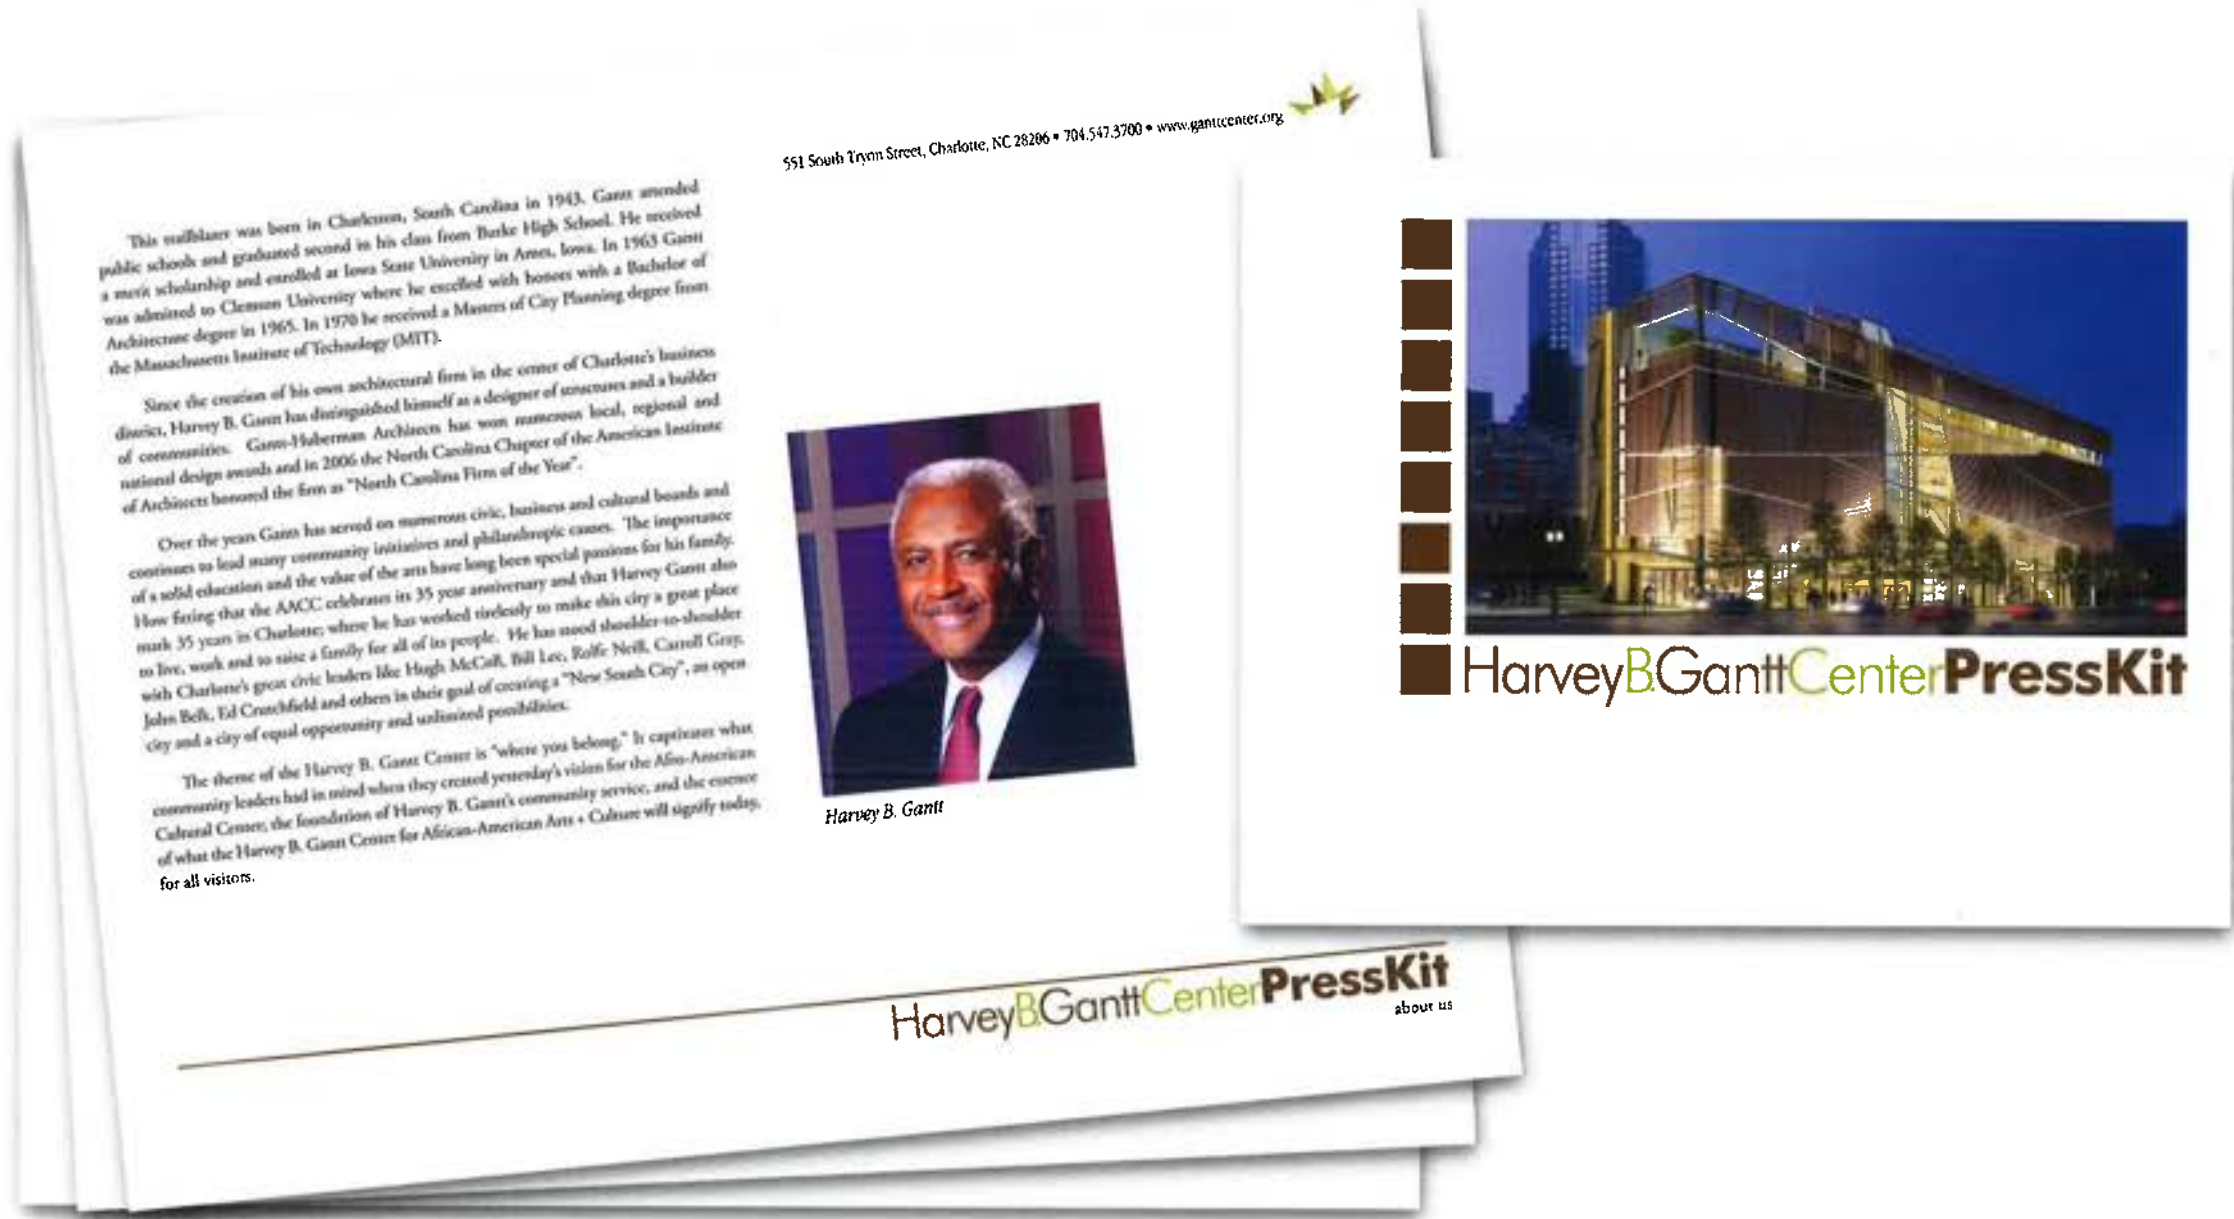 551 South Tryon Street, Charlotte, NC 28206 • 704.547.3700 • www.ganttcenter.org
This trailblazer was born in Charleston, South Carolina in 1943. Gantt attended
public schools and graduated second in his class from Burke High School. He received
a merit scholarship and enrolled at Iowa State University in Ames, Iowa. In 1963 Gantt
was admitted to Clemson University where he excelled with honors with a Bachelor of
Architecture degree in 1965. In 1970 he received a Masters of City Planning degree from
the Massachusetts Institute of Technology (MIT).
Since the creation of his own architectural firm in the center of Charlotte's business
district, Harvey B. Gantt has distinguished himself as a designer of structures and a builder
of communities. Gantt-Huberman Architects has won numerous local, regional and
national design awards and in 2006 the North Carolina Chapter of the American Institute
of Architects honored the firm as "North Carolina Firm of the Year".
Over the years Gantt has served on numerous civic, business and cultural boards and
continues to lead many community initiatives and philanthropic causes. The importance
of a solid education and the value of the arts have long been special passions for his family.
How fitting that the AACC celebrates its 35 year anniversary and that Harvey Gantt also
mark 35 years in Charlotte; where he has worked tirelessly to make this city a great place
to live, work and to raise a family for all of its people. He has stood shoulder-to-shoulder
with Charlotte's great civic leaders like Hugh McColl, Bill Lee, Rolfe Neill, Carroll Gray,
John Belk, Ed Crutchfield and others in their goal of creating a "New South City", an open
city and a city of equal opportunity and unlimited possibilities.
The theme of the Harvey B. Gantt Center is "where you belong." It captivates what
community leaders had in mind when they created yesterday's vision for the Afro-American
Cultural Center; the foundation of Harvey B. Gantt's community service, and the essence
of what the Harvey B. Gantt Center for African-American Arts + Culture will signify today,
for all visitors.
Harvey B. Gantt
HarveyB.GanttCenterPressKit
about us
HarveyB.GanttCenterPressKit